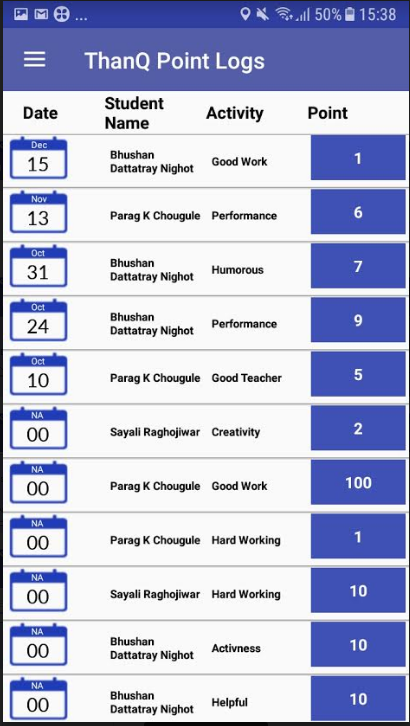 ... 50% 15:38
ThanQ Point Logs
Date Student Name Activity Point
Dec
15 Bhushan Dattatray Nighot Good Work 1
Nov
13 Parag K Chougule Performance 6
Oct
31 Bhushan Dattatray Nighot Humorous 7
Oct
24 Bhushan Dattatray Nighot Performance 9
Oct
10 Parag K Chougule Good Teacher 5
NA
00 Sayali Raghojiwar Creativity 2
NA
00 Parag K Chougule Good Work 100
NA
00 Parag K Chougule Hard Working 1
NA
00 Sayali Raghojiwar Hard Working 10
NA
00 Bhushan Dattatray Nighot Activness 10
NA
00 Bhushan Dattatray Nighot Helpful 10